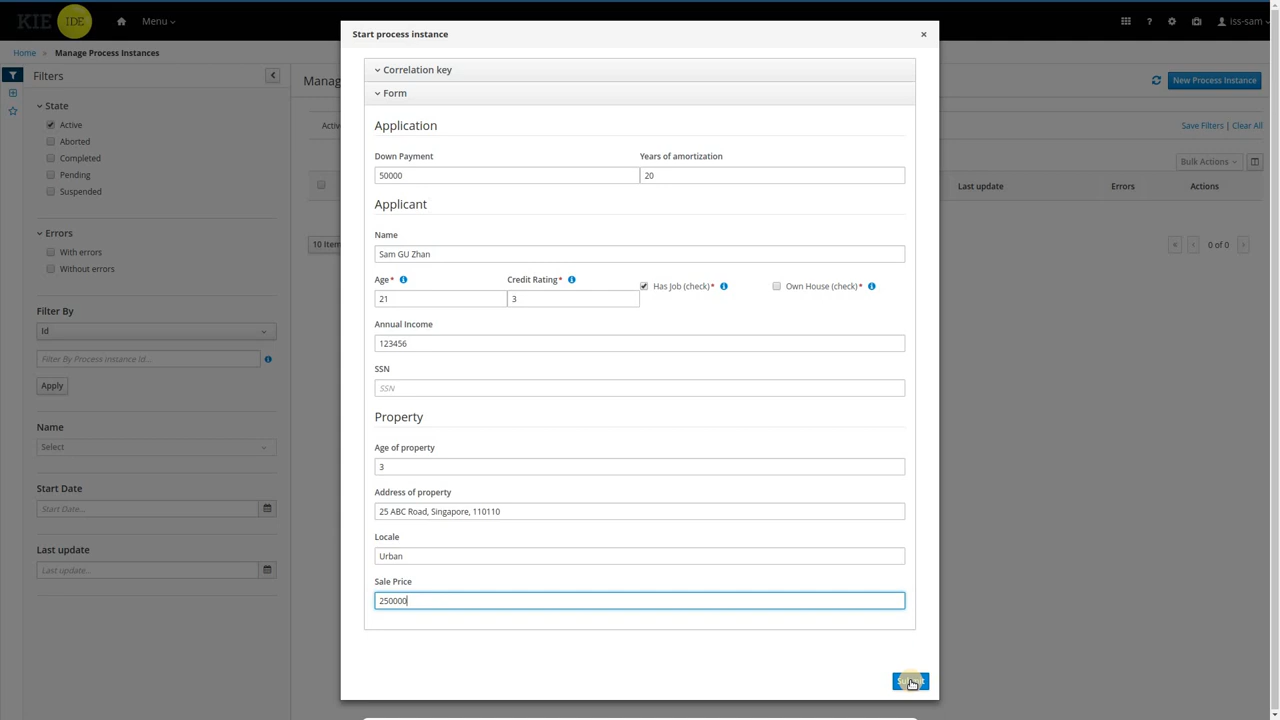 KIE IDE Menu iss-sam
Start process instance ×
Home » Manage Process Instances
Filters
Correlation key
Manag
New Process Instance
Form
State
Active
Aborted
Completed
Pending
Suspended
Activ
Save Filters | Clear All
Bulk Actions
Last update Errors Actions
10 Item
« ‹ 0 of 0 ›
Application
Down Payment Years of amortization
50000 20
Applicant
Name
Sam GU Zhan
Age* Credit Rating* Has Job (check)* Own House (check)*
21 3
Annual Income
123456
SSN
SSN
Property
Age of property
3
Address of property
25 ABC Road, Singapore, 110110
Locale
Urban
Sale Price
250000
Errors
With errors
Without errors
Filter By
Id
Filter By Process Instance Id...
Apply
Name
Select
Start Date
Start Date...
Last update
Last update...
Submit